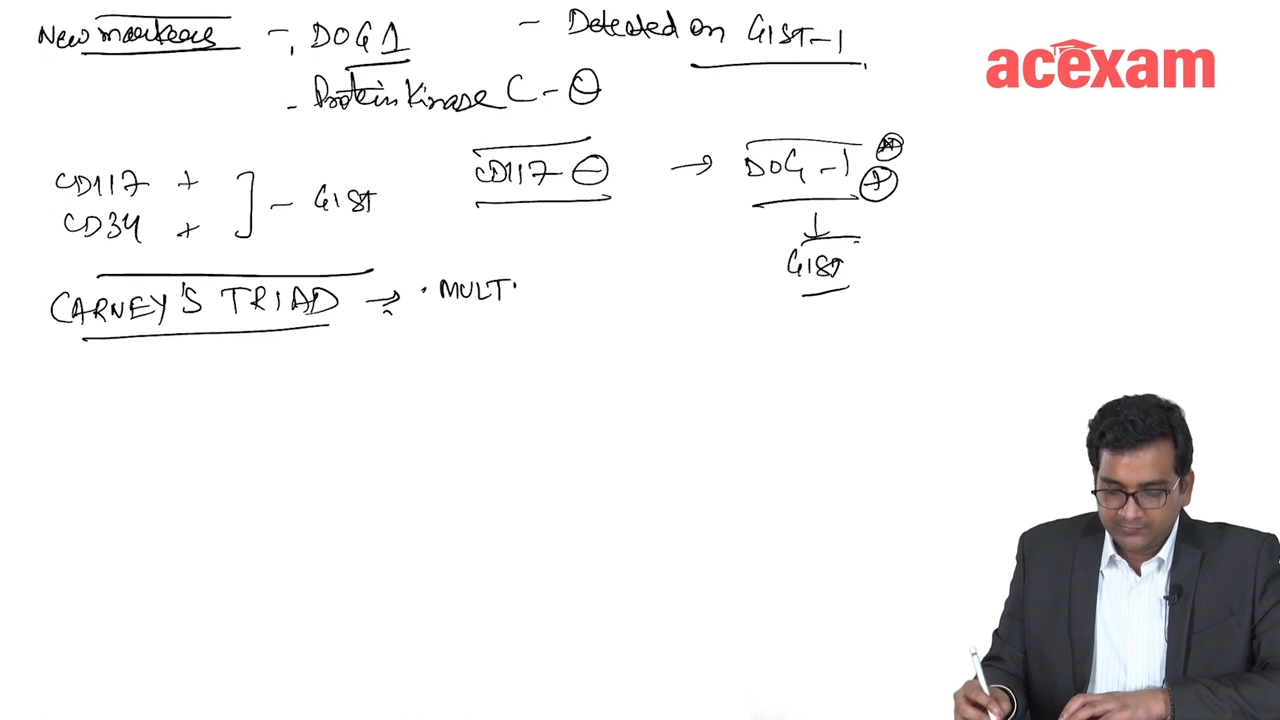 New markers - DOG 1 - Detected on GIST-1
- Protein Kinase C - θ
CD117 + CD117 ⊖ → DOG-1 ⊕
CD34 + ] - GIST
↓
GIST
CARNEY'S TRIAD → · MULT·
acexam